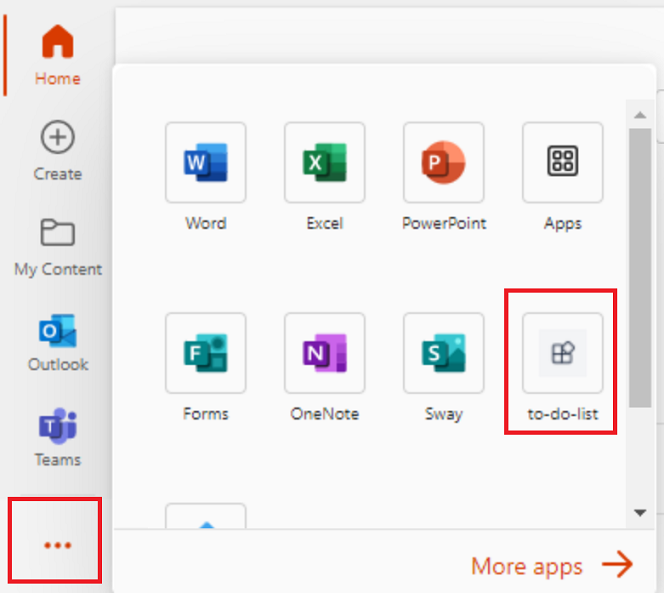 Home
Create
My Content
Outlook
Teams
Word Excel PowerPoint Apps
Forms OneNote Sway to-do-list
More apps